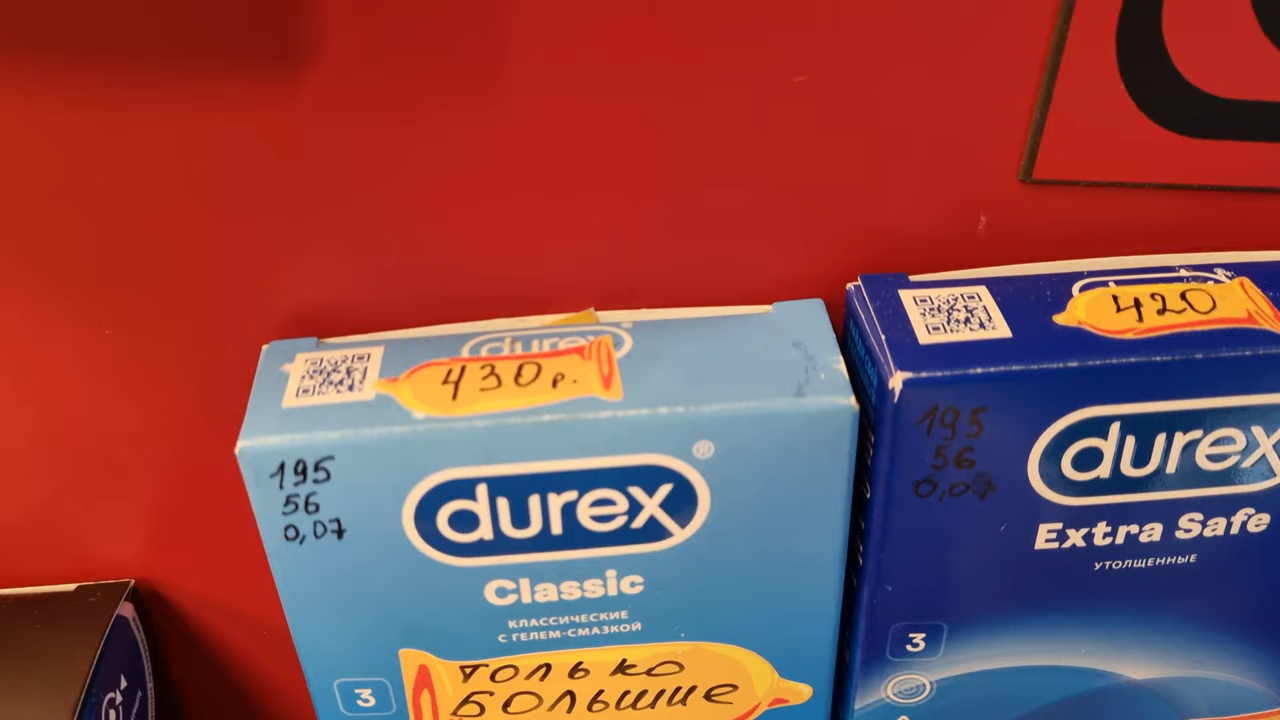 durex
430р.
195
56
0,07
durex®
Classic
КЛАССИЧЕСКИЕ
С ГЕЛЕМ-СМАЗКОЙ
3
ТОЛЬКО
БОЛЬШИЕ
420
195
56
0,07
durex
Extra Safe
УТОЛЩЕННЫЕ
3